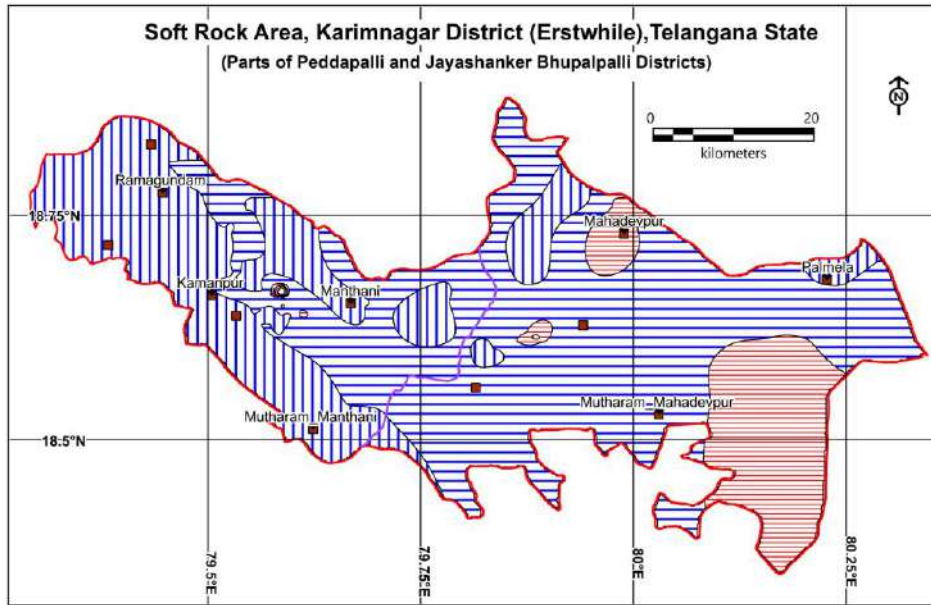 Soft Rock Area, Karimnagar District (Erstwhile),Telangana State
(Parts of Peddapalli and Jayashanker Bhupalpalli Districts)
N
0 20
kilometers
Ramagundam
18.75°N
Mahadevpur
Palmela
Kamanpur
Manthani
Mutharam_Mahadevpur
Mutharam_Manthani
18.5°N
79.5°E
79.75°E
80°E
80.25°E